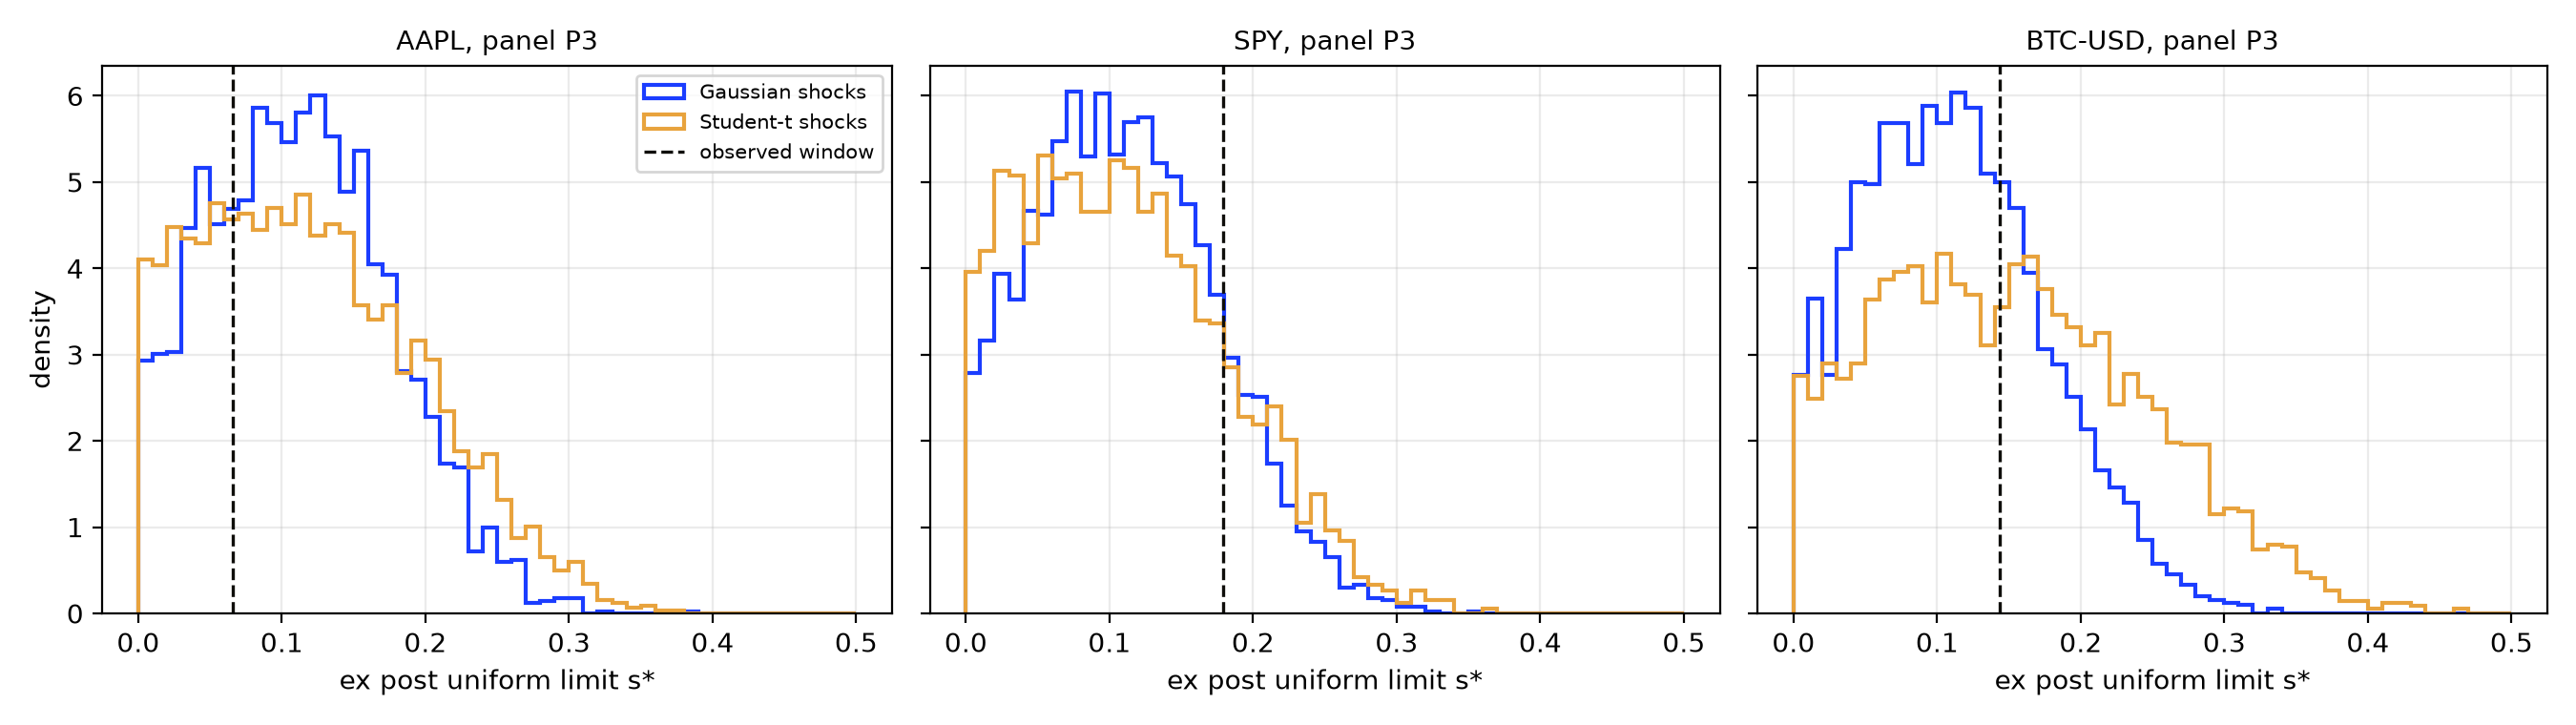 AAPL, panel P3
SPY, panel P3
BTC-USD, panel P3
Gaussian shocks
Student-t shocks
observed window
density
6
5
4
3
2
1
0
0.0 0.1 0.2 0.3 0.4 0.5
0.0 0.1 0.2 0.3 0.4 0.5
0.0 0.1 0.2 0.3 0.4 0.5
ex post uniform limit s*
ex post uniform limit s*
ex post uniform limit s*